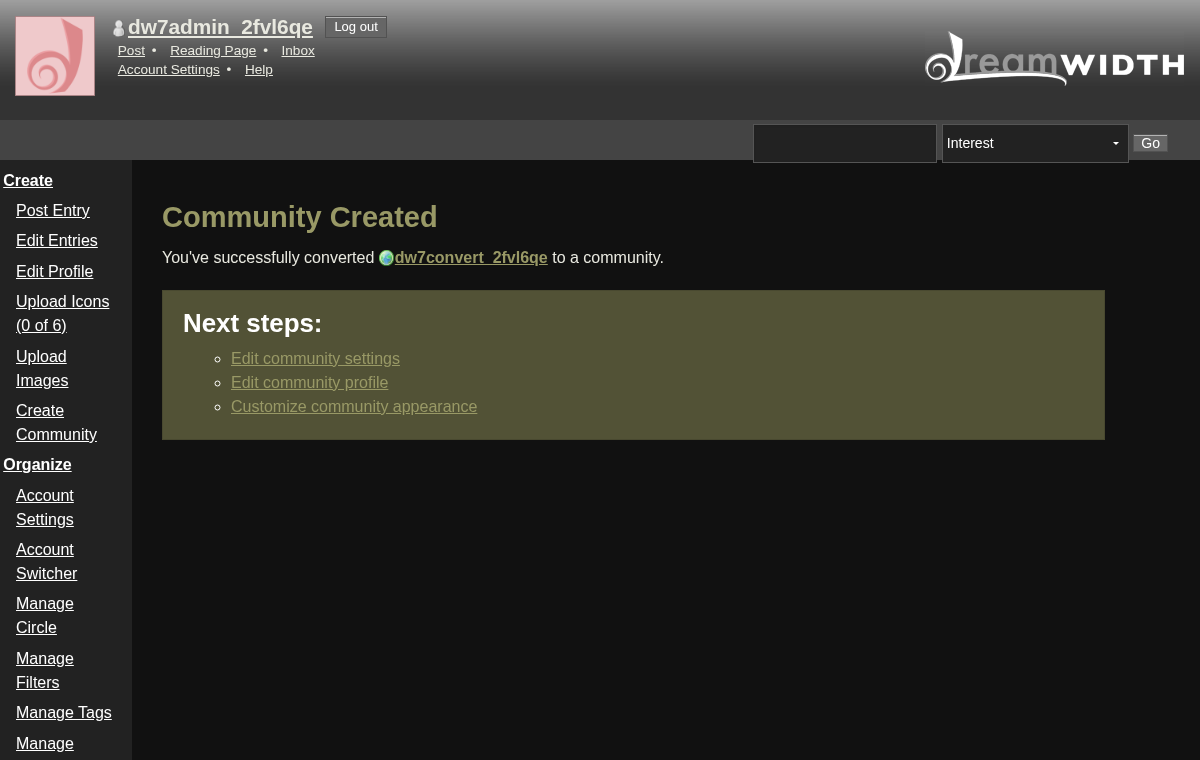 dw7admin_2fvl6qe Log out
Post • Reading Page • Inbox
Account Settings • Help
dreamWIDTH
Interest Go
Create
Post Entry
Edit Entries
Edit Profile
Upload Icons
(0 of 6)
Upload
Images
Create
Community
Organize
Account
Settings
Account
Switcher
Manage
Circle
Manage
Filters
Manage Tags
Manage
Community Created
You've successfully converted dw7convert_2fvl6qe to a community.
Next steps:
Edit community settings
Edit community profile
Customize community appearance